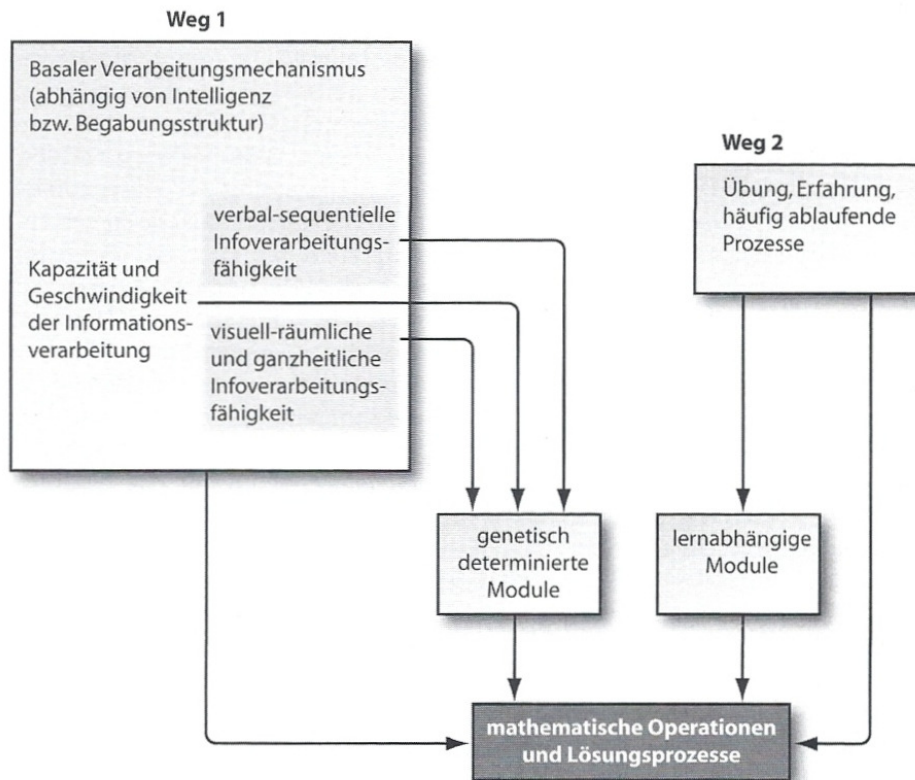 Weg 1
Basaler Verarbeitungsmechanismus
(abhängig von Intelligenz
bzw. Begabungsstruktur)
verbal-sequentielle
Infoverarbeitungs-
fähigkeit
Kapazität und
Geschwindigkeit
der Informations-
verarbeitung
visuell-räumliche
und ganzheitliche
Infoverarbeitungs-
fähigkeit
Weg 2
Übung, Erfahrung,
häufig ablaufende
Prozesse
genetisch
determinierte
Module
lernabhängige
Module
mathematische Operationen
und Lösungsprozesse